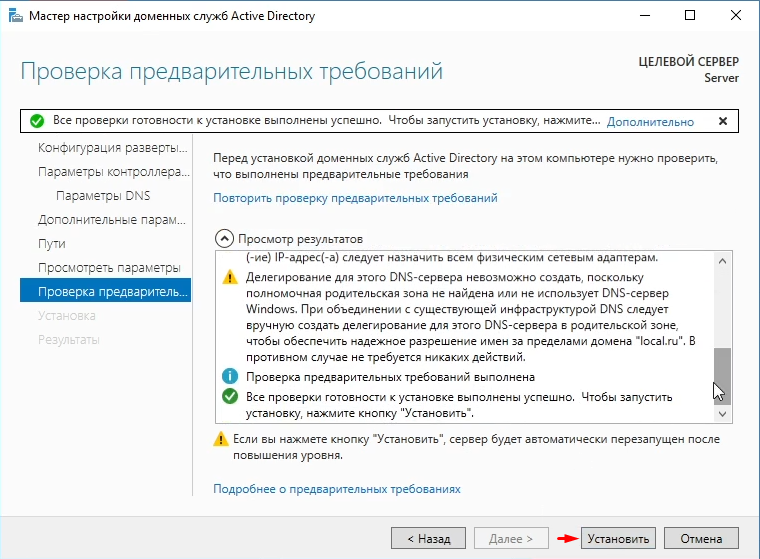 Мастер настройки доменных служб Active Directory
Проверка предварительных требований
ЦЕЛЕВОЙ СЕРВЕР
Server
Все проверки готовности к установке выполнены успешно. Чтобы запустить установку, нажмите... Дополнительно
Конфигурация разверты...
Параметры контроллера...
Параметры DNS
Дополнительные парам...
Пути
Просмотреть параметры
Проверка предваритель...
Установка
Результаты
Перед установкой доменных служб Active Directory на этом компьютере нужно проверить,
что выполнены предварительные требования
Повторить проверку предварительных требований
Просмотр результатов
(-ие) IP-адрес(-а) следует назначить всем физическим сетевым адаптерам.
Делегирование для этого DNS-сервера невозможно создать, поскольку
полномочная родительская зона не найдена или не использует DNS-сервер
Windows. При объединении с существующей инфраструктурой DNS следует
вручную создать делегирование для этого DNS-сервера в родительской зоне,
чтобы обеспечить надежное разрешение имен за пределами домена "local.ru". В
противном случае не требуется никаких действий.
Проверка предварительных требований выполнена
Все проверки готовности к установке выполнены успешно. Чтобы запустить
установку, нажмите кнопку "Установить".
Если вы нажмете кнопку "Установить", сервер будет автоматически перезапущен после
повышения уровня.
Подробнее о предварительных требованиях
< Назад
Далее >
Установить
Отмена